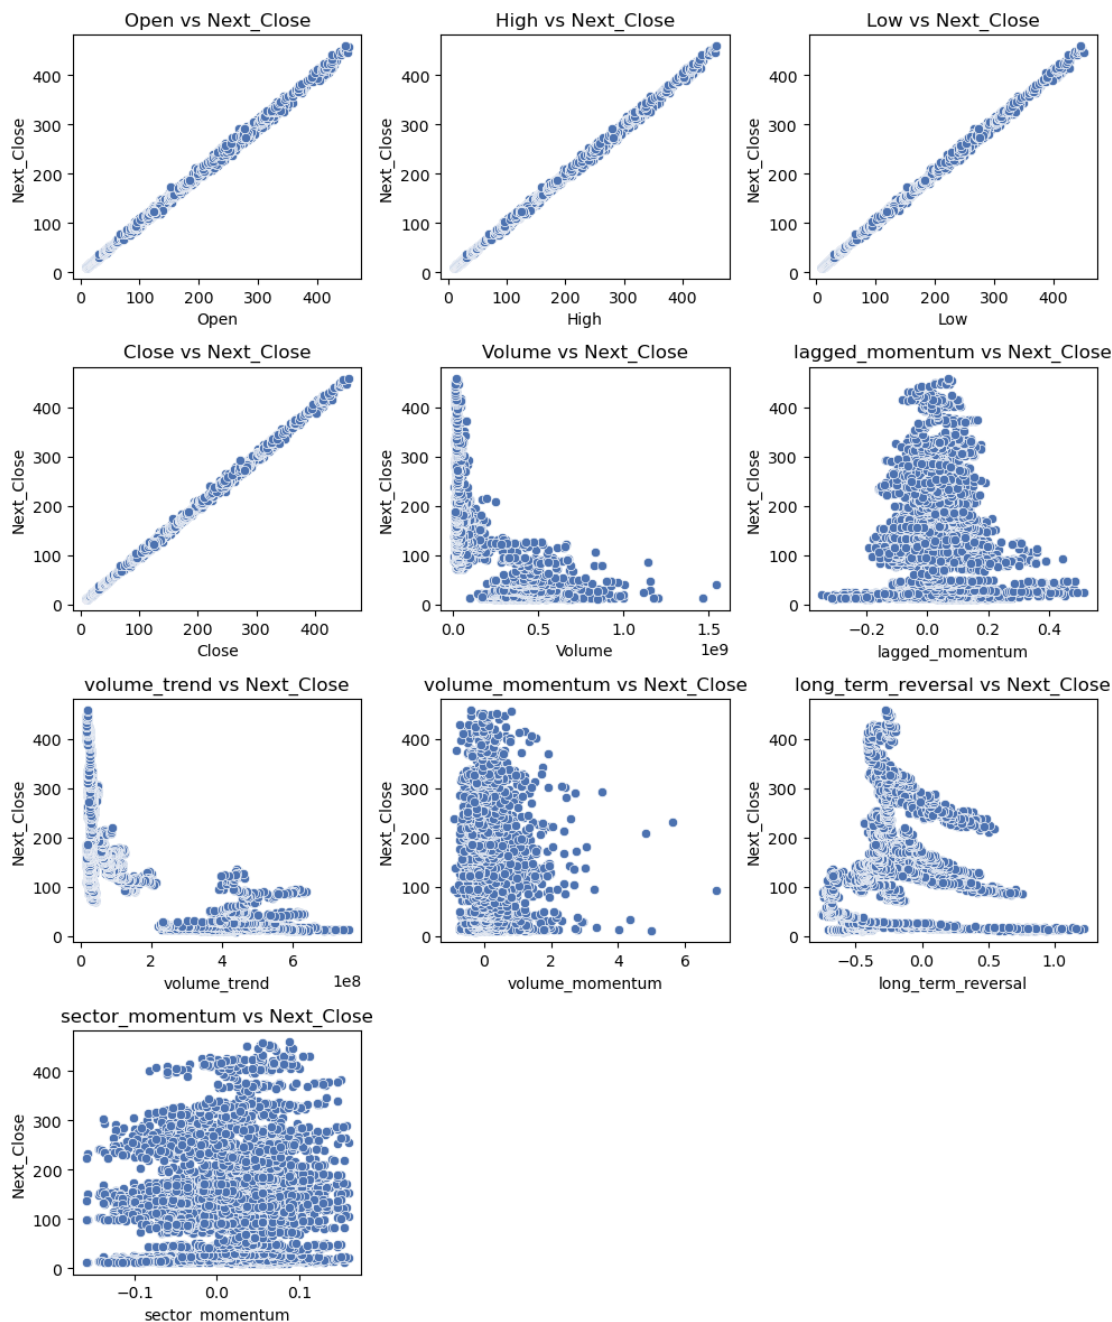 Open vs Next_Close
High vs Next_Close
Low vs Next_Close
Next_Close
400
300
200
100
0
0 100 200 300 400
Open
Next_Close
400
300
200
100
0
0 100 200 300 400
High
Next_Close
400
300
200
100
0
0 100 200 300 400
Low
Close vs Next_Close
Volume vs Next_Close
lagged_momentum vs Next_Close
Next_Close
400
300
200
100
0
0 100 200 300 400
Close
Next_Close
400
300
200
100
0
0.0 0.5 1.0 1.5
1e9
Volume
Next_Close
400
300
200
100
0
−0.2 0.0 0.2 0.4
lagged_momentum
volume_trend vs Next_Close
volume_momentum vs Next_Close
long_term_reversal vs Next_Close
Next_Close
400
300
200
100
0
0 2 4 6
1e8
volume_trend
Next_Close
400
300
200
100
0
0 2 4 6
volume_momentum
Next_Close
400
300
200
100
0
−0.5 0.0 0.5 1.0
long_term_reversal
sector_momentum vs Next_Close
Next_Close
400
300
200
100
0
−0.1 0.0 0.1
sector_momentum